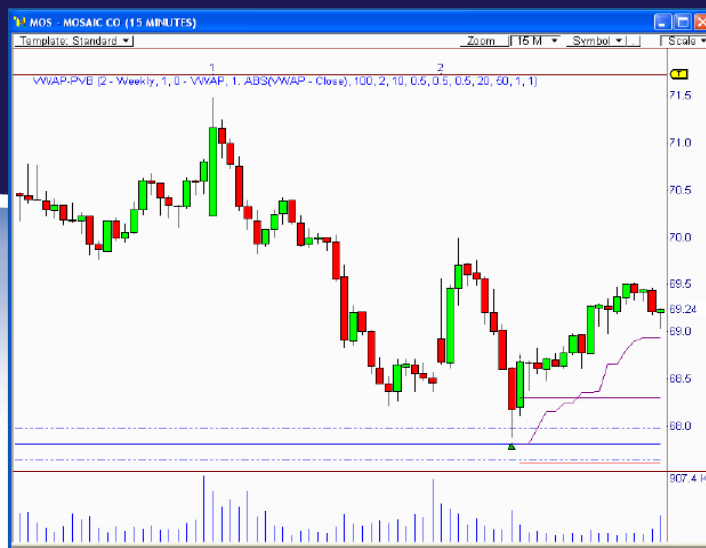 MOS - MOSAIC CO (15 MINUTES)
Template: Standard Zoom 15 M Symbol .. Scale
1 2
VWAP-PVB (2 - Weekly, 1, 0 - VWAP, 1. ABS(VWAP - Close), 100, 2, 10, 0.5, 0.5, 0.5, 20, 50, 1, 1)
T
71.5
71.0
70.5
70.0
69.5
69.24
69.0
68.5
68.0
907.4